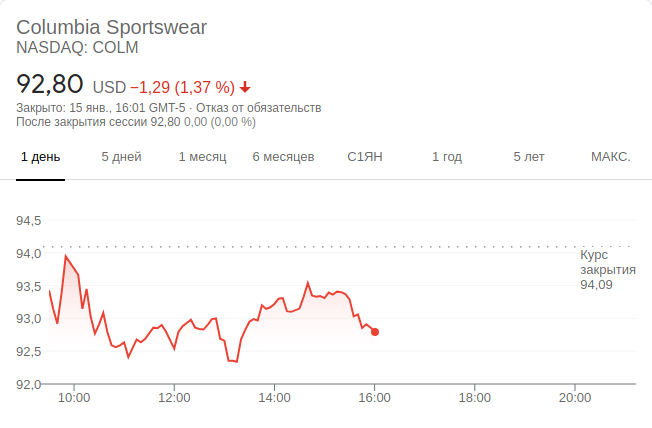 Columbia Sportswear
NASDAQ: COLM
92,80 USD −1,29 (1,37 %)
Закрыто: 15 янв., 16:01 GMT-5 · Отказ от обязательств
После закрытия сессии 92,80 0,00 (0,00 %)
1 день 5 дней 1 месяц 6 месяцев С1ЯН 1 год 5 лет МАКС.
94,5
94,0
93,5
93,0
92,5
92,0
Курс
закрытия
94,09
10:00 12:00 14:00 16:00 18:00 20:00